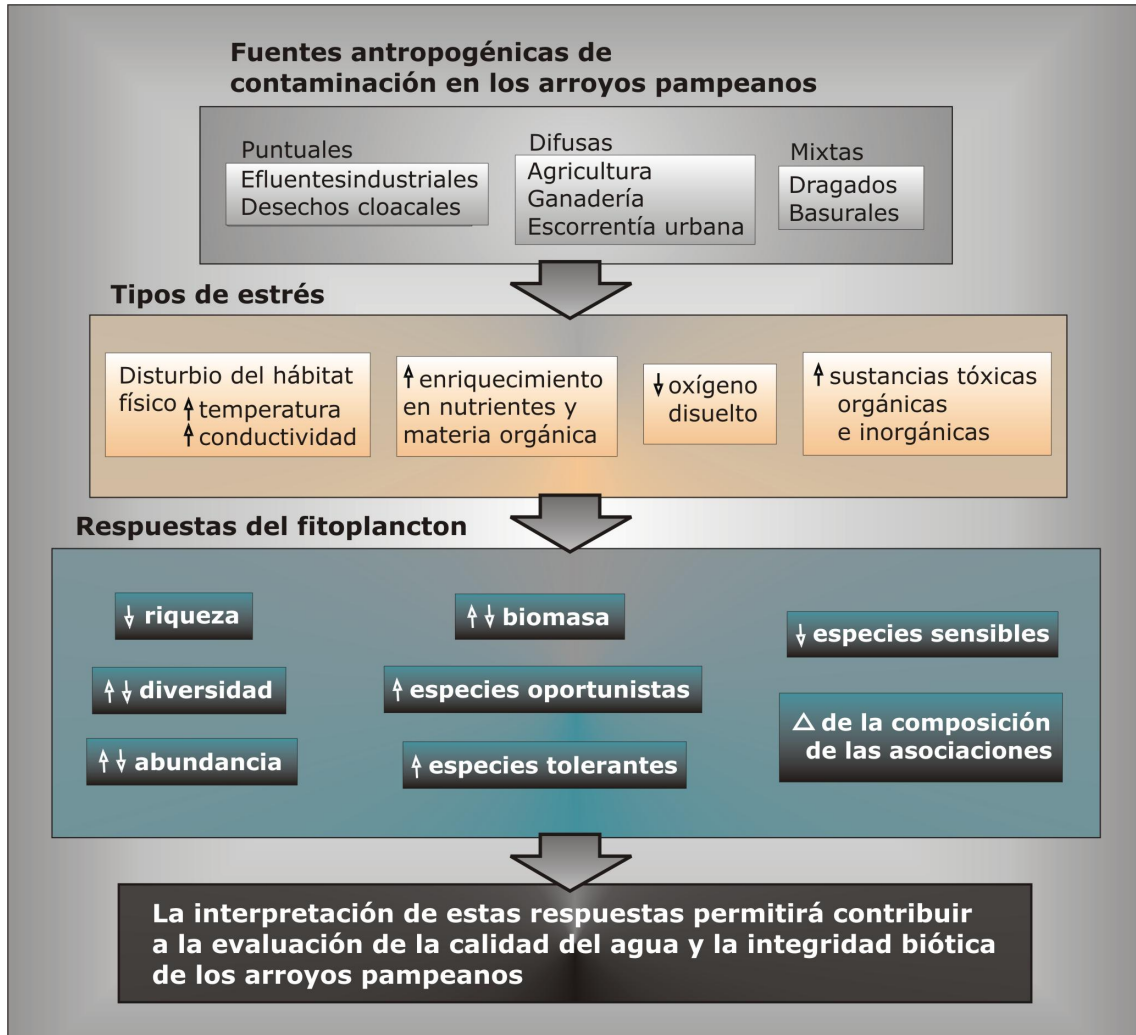 Fuentes antropogénicas de
contaminación en los arroyos pampeanos
Puntuales
Efluentesindustriales
Desechos cloacales
Difusas
Agricultura
Ganadería
Escorrentía urbana
Mixtas
Dragados
Basurales
Tipos de estrés
Disturbio del hábitat
físico ↑ temperatura
↑ conductividad
↑ enriquecimiento
en nutrientes y
materia orgánica
↓ oxígeno
disuelto
↑ sustancias tóxicas
orgánicas
e inorgánicas
Respuestas del fitoplancton
↓ riqueza
↑↓ diversidad
↑↓ abundancia
↑↓ biomasa
↑ especies oportunistas
↑ especies tolerantes
↓ especies sensibles
△ de la composición
de las asociaciones
La interpretación de estas respuestas permitirá contribuir
a la evaluación de la calidad del agua y la integridad biótica
de los arroyos pampeanos